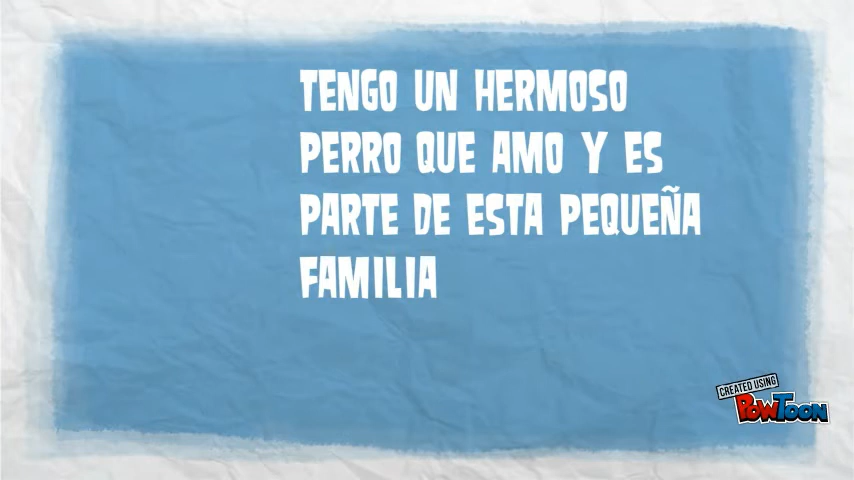 TENGO UN HERMOSO
PERRO QUE AMO Y ES
PARTE DE ESTA PEQUEÑA
FAMILIA
CREATED USING
POWTOON